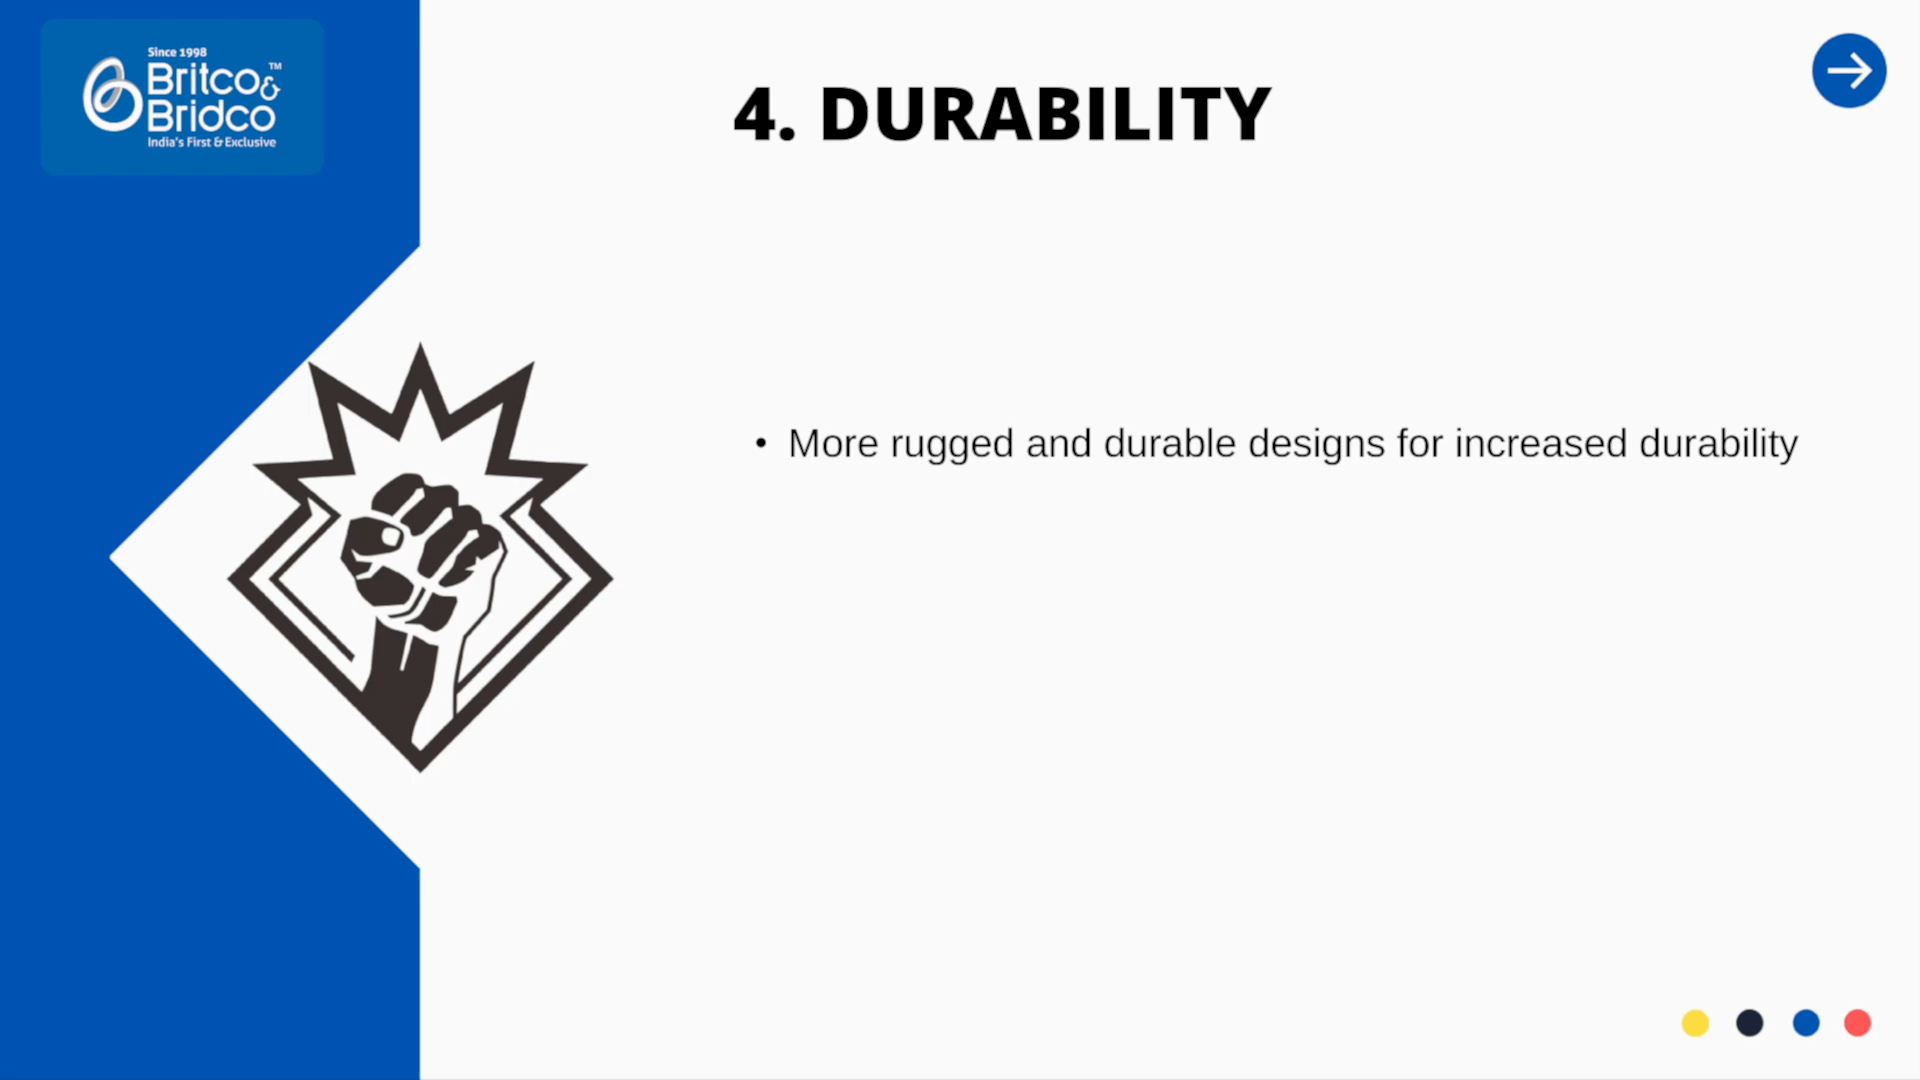 Since 1998
Britco &
Bridco
TM
India's First & Exclusive
4. DURABILITY
• More rugged and durable designs for increased durability